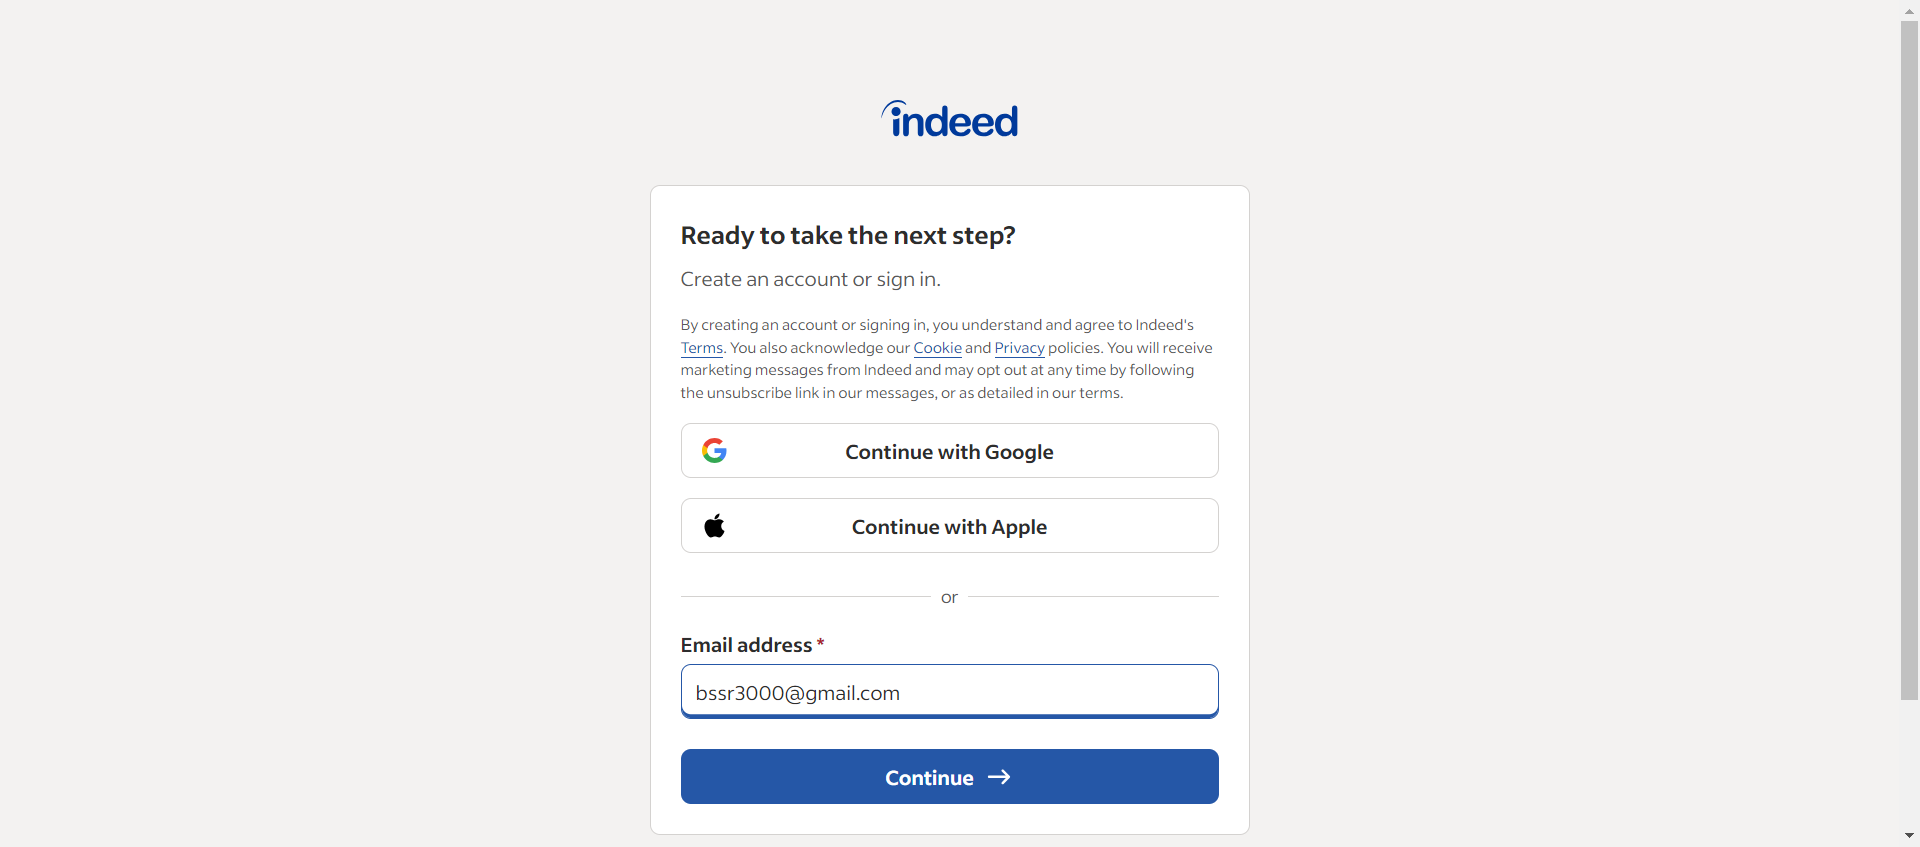 indeed
Ready to take the next step?
Create an account or sign in.
By creating an account or signing in, you understand and agree to Indeed's
Terms. You also acknowledge our Cookie and Privacy policies. You will receive
marketing messages from Indeed and may opt out at any time by following
the unsubscribe link in our messages, or as detailed in our terms.
Continue with Google
Continue with Apple
or
Email address *
bssr3000@gmail.com
Continue →